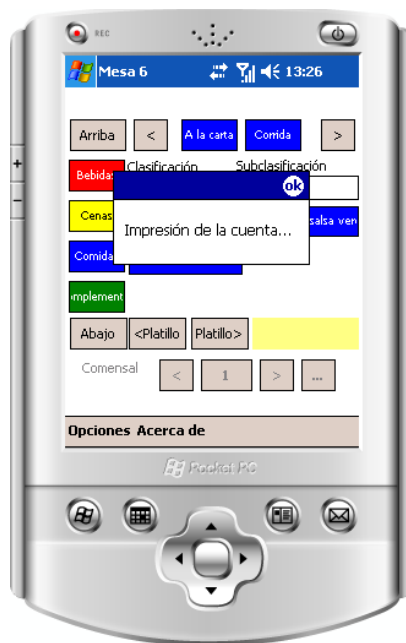 REC
Mesa 6 13:26
Arriba < A la carta Corrida >
Bebidas Clasificación Subclasificación
ok
Cenas Impresión de la cuenta... salsa ver
Comida
mplement
Abajo <Platillo Platillo>
Comensal < 1 > ...
Opciones Acerca de
Pocket PC